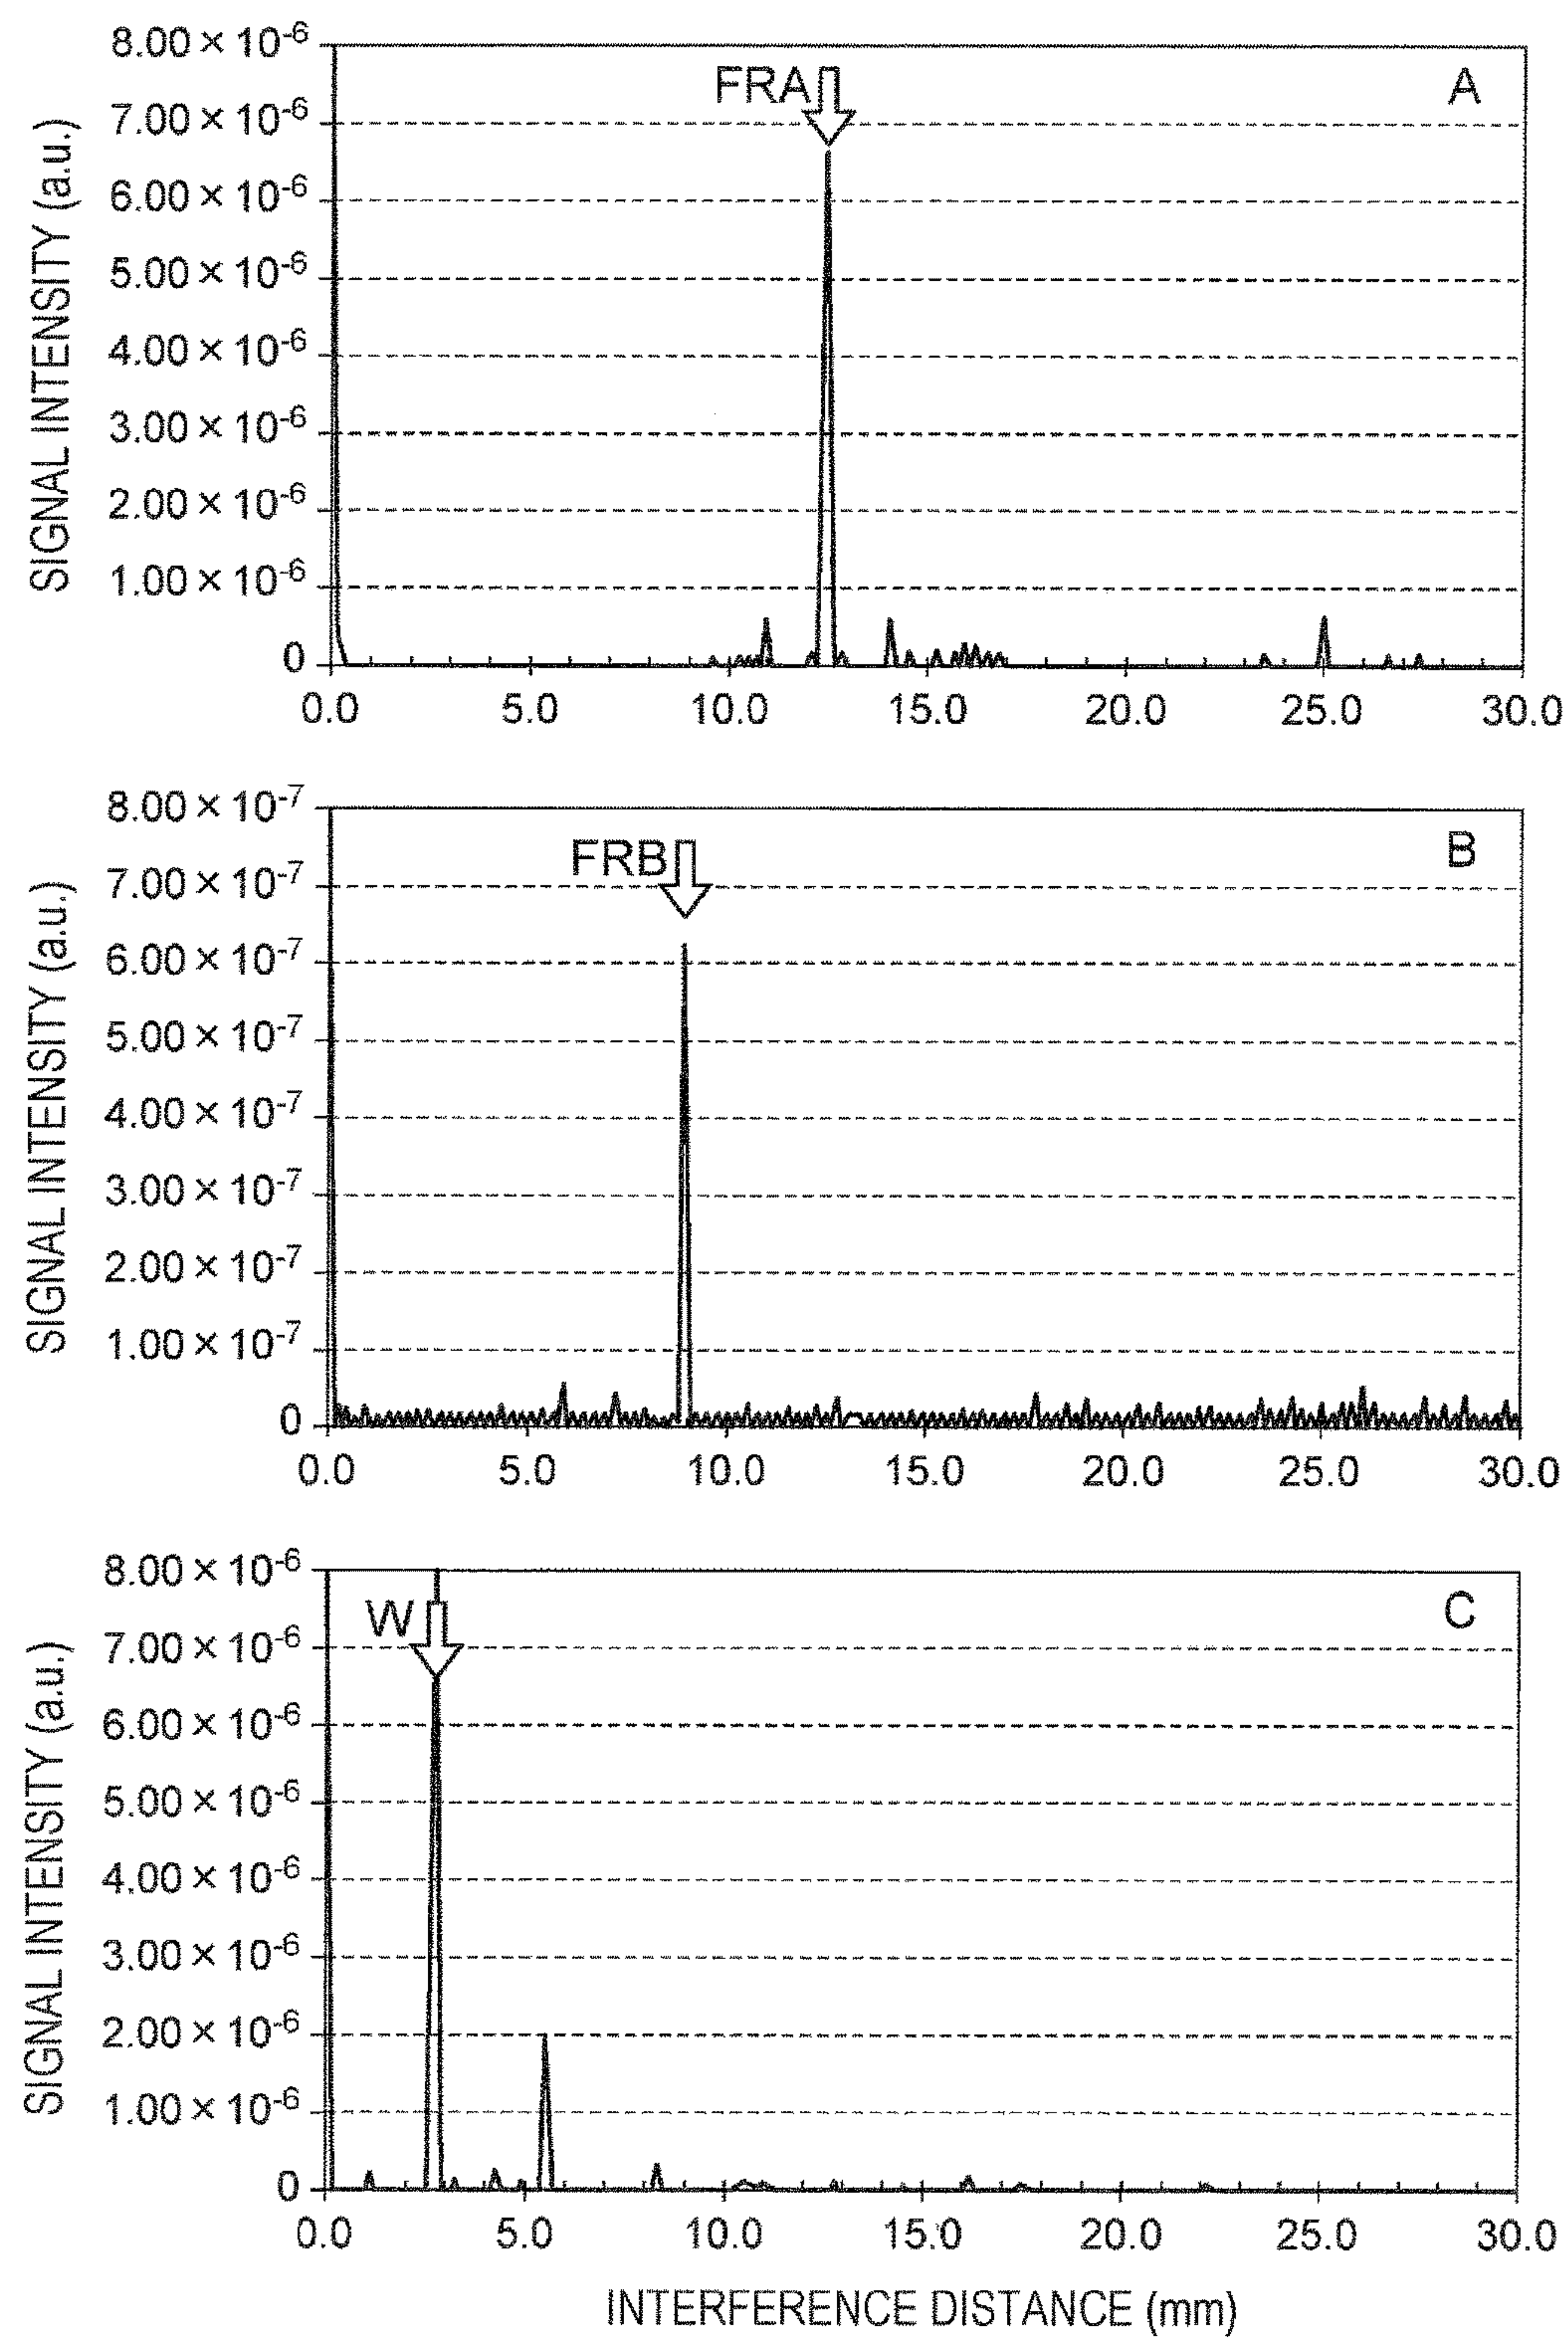 8.00 × 10-6
FRA
A
7.00 × 10-6
6.00 × 10-6
5.00 × 10-6
4.00 × 10-6
3.00 × 10-6
2.00 × 10-6
1.00 × 10-6
0
SIGNAL INTENSITY (a.u.)
0.0 5.0 10.0 15.0 20.0 25.0 30.0
8.00 × 10-7
FRB
B
7.00 × 10-7
6.00 × 10-7
5.00 × 10-7
4.00 × 10-7
3.00 × 10-7
2.00 × 10-7
1.00 × 10-7
0
SIGNAL INTENSITY (a.u.)
0.0 5.0 10.0 15.0 20.0 25.0 30.0
8.00 × 10-6
W
C
7.00 × 10-6
6.00 × 10-6
5.00 × 10-6
4.00 × 10-6
3.00 × 10-6
2.00 × 10-6
1.00 × 10-6
0
SIGNAL INTENSITY (a.u.)
0.0 5.0 10.0 15.0 20.0 25.0 30.0
INTERFERENCE DISTANCE (mm)